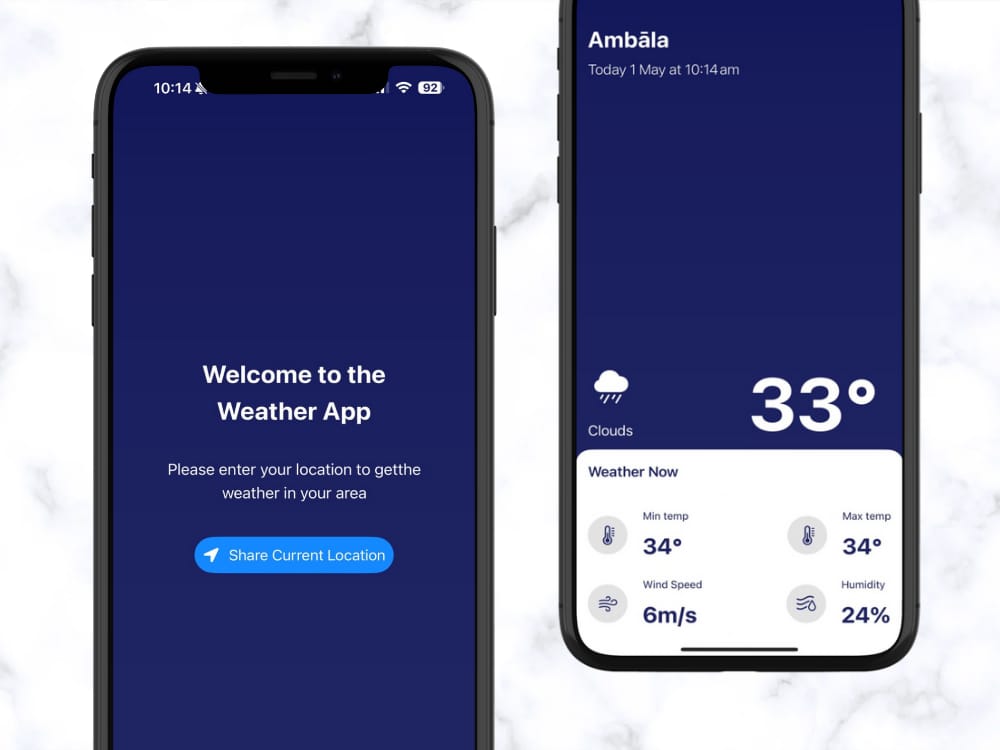 10:14
92
Welcome to the
Weather App
Please enter your location to getthe
weather in your area
Share Current Location
Ambāla
Today 1 May at 10:14 am
Clouds
33°
Weather Now
Min temp
34°
Max temp
34°
Wind Speed
6m/s
Humidity
24%